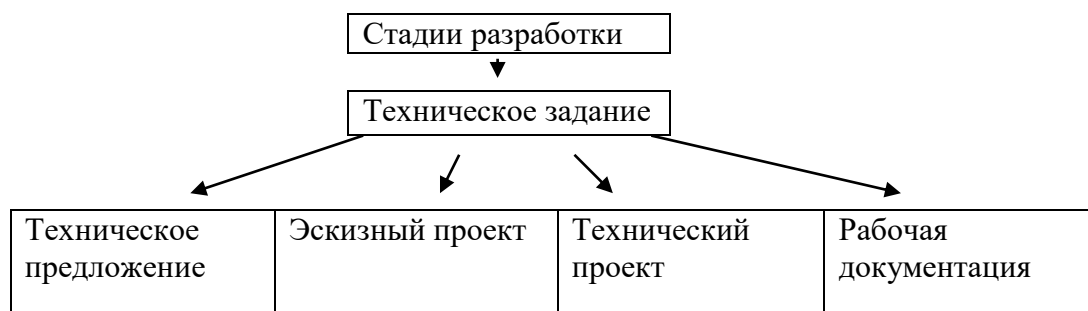 Стадии разработки
Техническое задание
Техническое
предложение
Эскизный проект
Технический
проект
Рабочая
документация